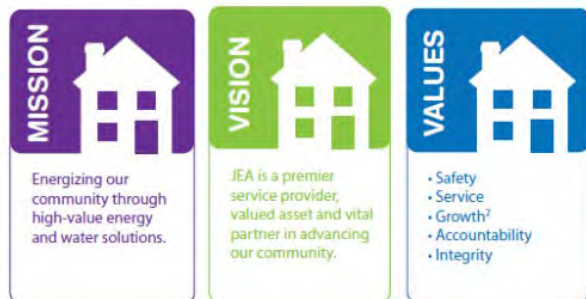 MISSION
Energizing our
community through
high-value energy
and water solutions.
VISION
JEA is a premier
service provider,
valued asset and vital
partner in advancing
our community.
VALUES
• Safety
• Service
• Growth²
• Accountability
• Integrity